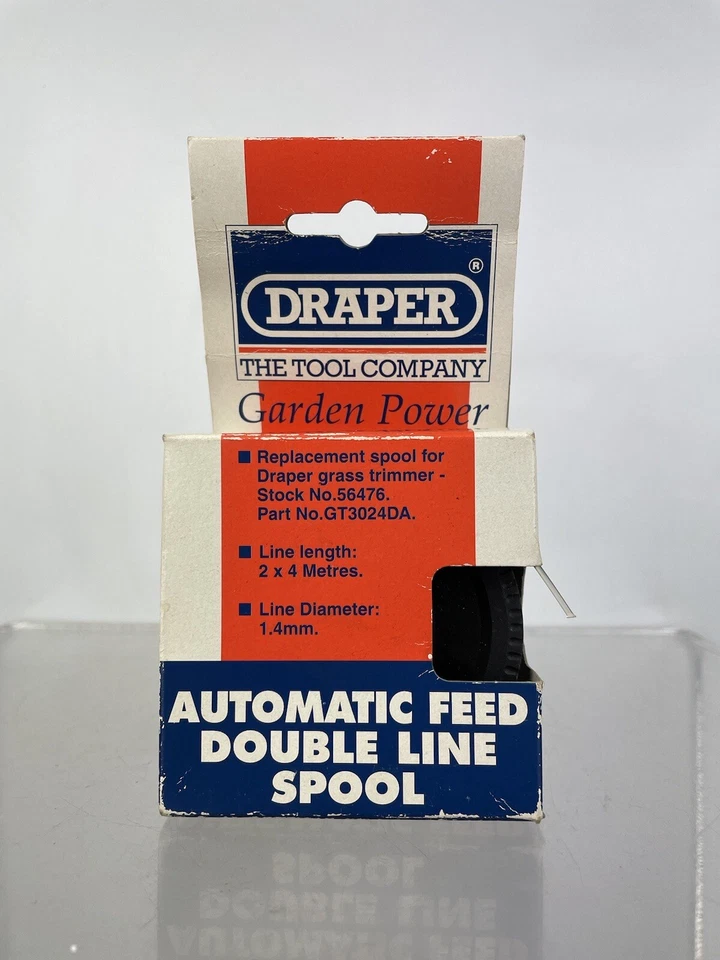 ®
DRAPER
THE TOOL COMPANY
Garden Power
Replacement spool for
Draper grass trimmer -
Stock No.56476.
Part No.GT3024DA.
Line length:
2 x 4 Metres.
Line Diameter:
1.4mm.
AUTOMATIC FEED
DOUBLE LINE
SPOOL